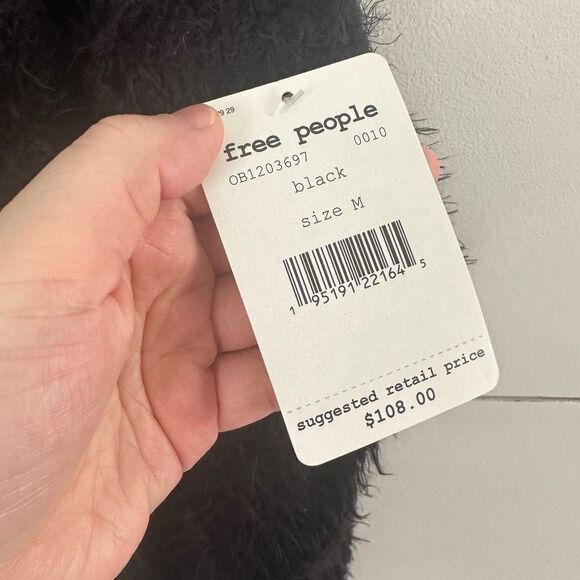 free people
OB1203697 0010
black
size M
1 95191 22164 5
suggested retail price
$108.00